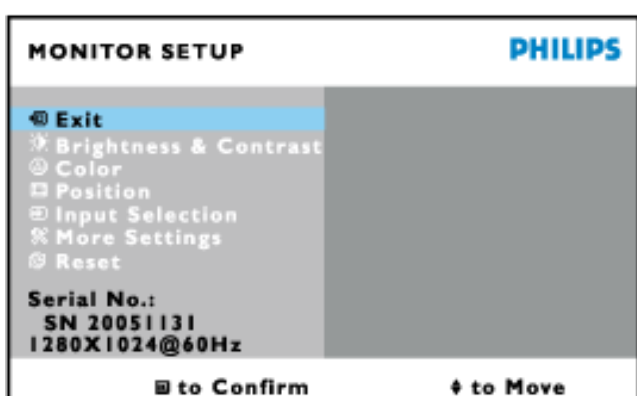 MONITOR SETUP PHILIPS
Exit
Brightness & Contrast
Color
Position
Input Selection
More Settings
Reset
Serial No.:
SN 20051131
1280X1024@60Hz
to Confirm to Move